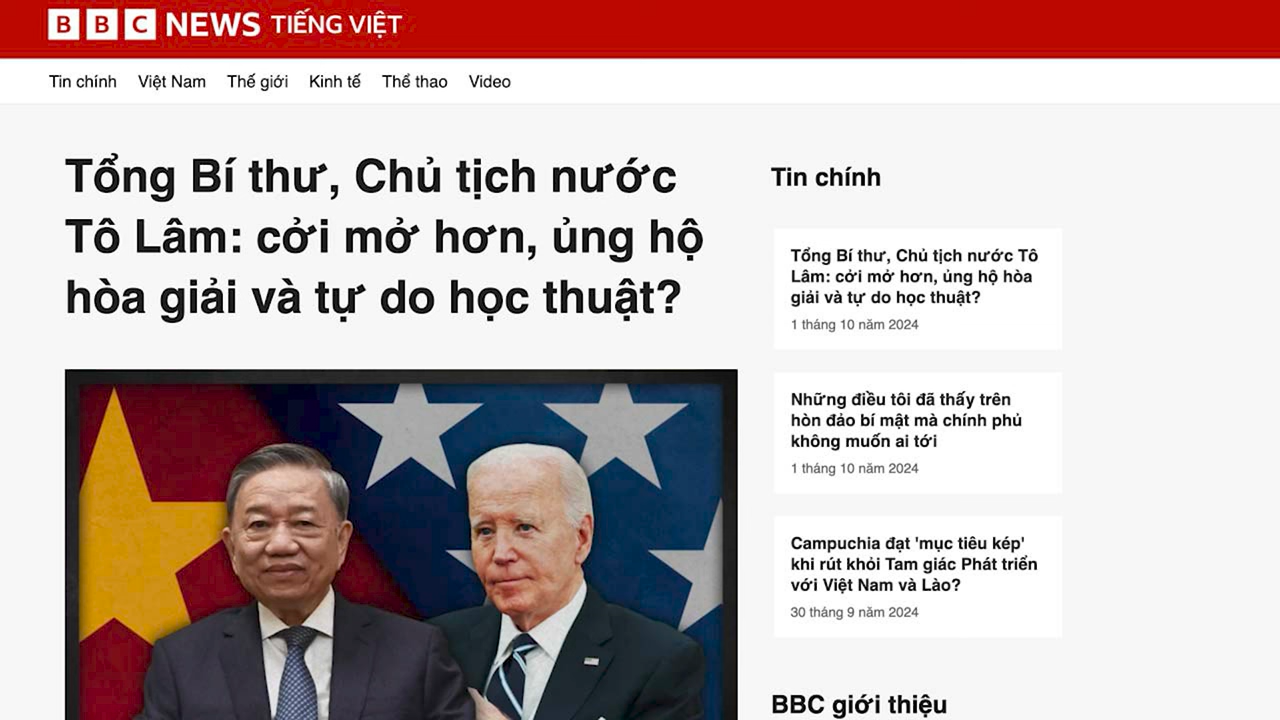 BBC NEWS TIẾNG VIỆT
Tin chính Việt Nam Thế giới Kinh tế Thể thao Video
Tổng Bí thư, Chủ tịch nước
Tô Lâm: cởi mở hơn, ủng hộ
hòa giải và tự do học thuật?
Tin chính
Tổng Bí thư, Chủ tịch nước Tô
Lâm: cởi mở hơn, ủng hộ hòa
giải và tự do học thuật?
1 tháng 10 năm 2024
Những điều tôi đã thấy trên
hòn đảo bí mật mà chính phủ
không muốn ai tới
1 tháng 10 năm 2024
Campuchia đạt 'mục tiêu kép'
khi rút khỏi Tam giác Phát triển
với Việt Nam và Lào?
30 tháng 9 năm 2024
BBC giới thiệu